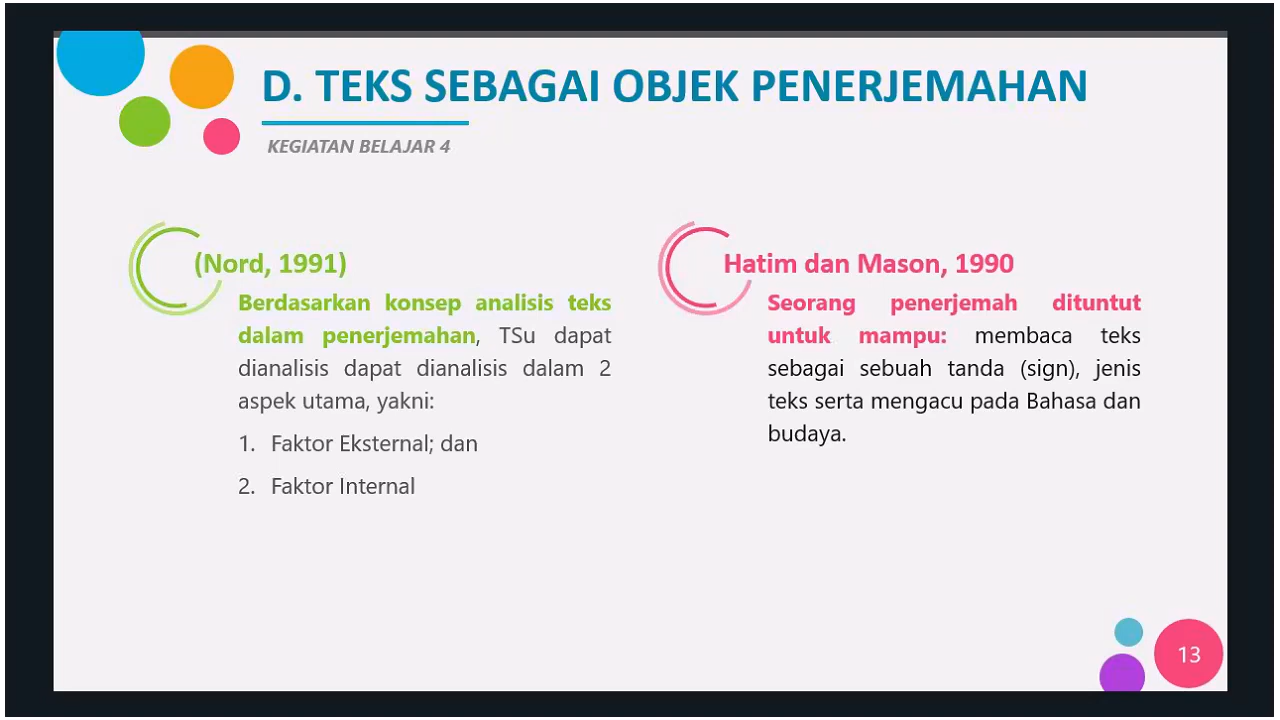 D. TEKS SEBAGAI OBJEK PENERJEMAHAN
KEGIATAN BELAJAR 4
(Nord, 1991)
Berdasarkan konsep analisis teks
dalam penerjemahan, TSu dapat
dianalisis dapat dianalisis dalam 2
aspek utama, yakni:
1. Faktor Eksternal; dan
2. Faktor Internal
Hatim dan Mason, 1990
Seorang penerjemah dituntut
untuk mampu: membaca teks
sebagai sebuah tanda (sign), jenis
teks serta mengacu pada Bahasa dan
budaya.
13